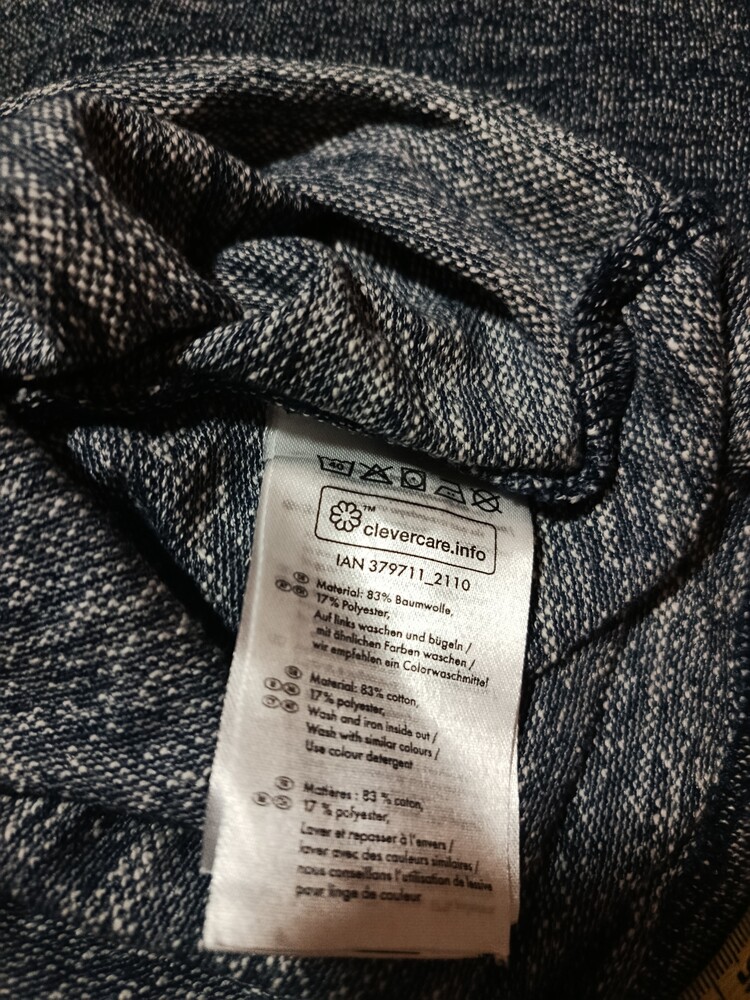 40
clevercare.info™
IAN 379711_2110
Material: 83% Baumwolle,
17% Polyester,
Auf links waschen und bügeln /
mit ähnlichen Farben waschen /
wir empfehlen ein Colorwaschmittel
Material: 83% cotton,
17% polyester,
Wash and iron inside out /
Wash with similar colours /
Use colour detergent
Matières : 83 % coton,
17 % polyester,
Laver et repasser à l'envers /
laver avec des couleurs similaires /
nous conseillons l'utilisation de lessive
pour linge de couleur